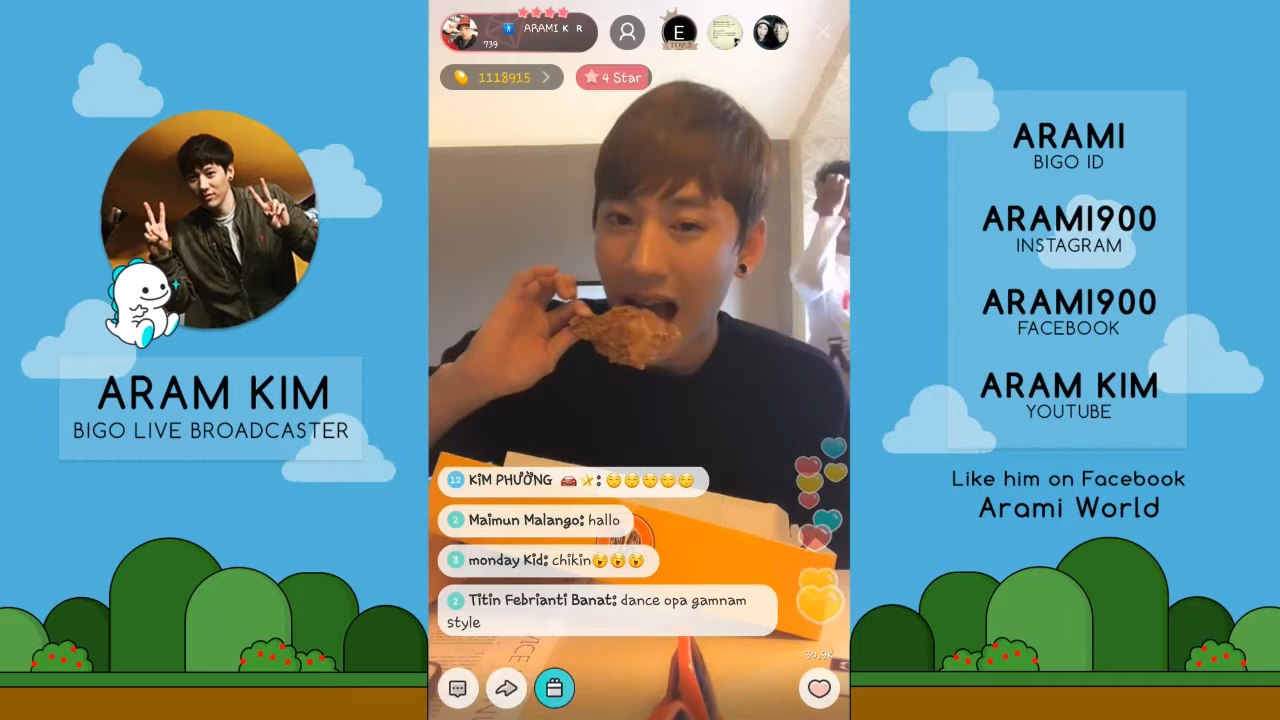 ARAM KIM
BIGO LIVE BROADCASTER
ARAMI K R
739
E
TOP 3
1118915
4 Star
12 KiM PHƯỜNG 🚗 ⭐: 😏😏😏😏😏
2 Maimun Malango: hallo
8 monday Kid: chikin😲😲😲
2 Titin Febrianti Banat: dance opa gamnam
style
30.9K
ARAMI
BIGO ID
ARAMI900
INSTAGRAM
ARAMI900
FACEBOOK
ARAM KIM
YOUTUBE
Like him on Facebook
Arami World